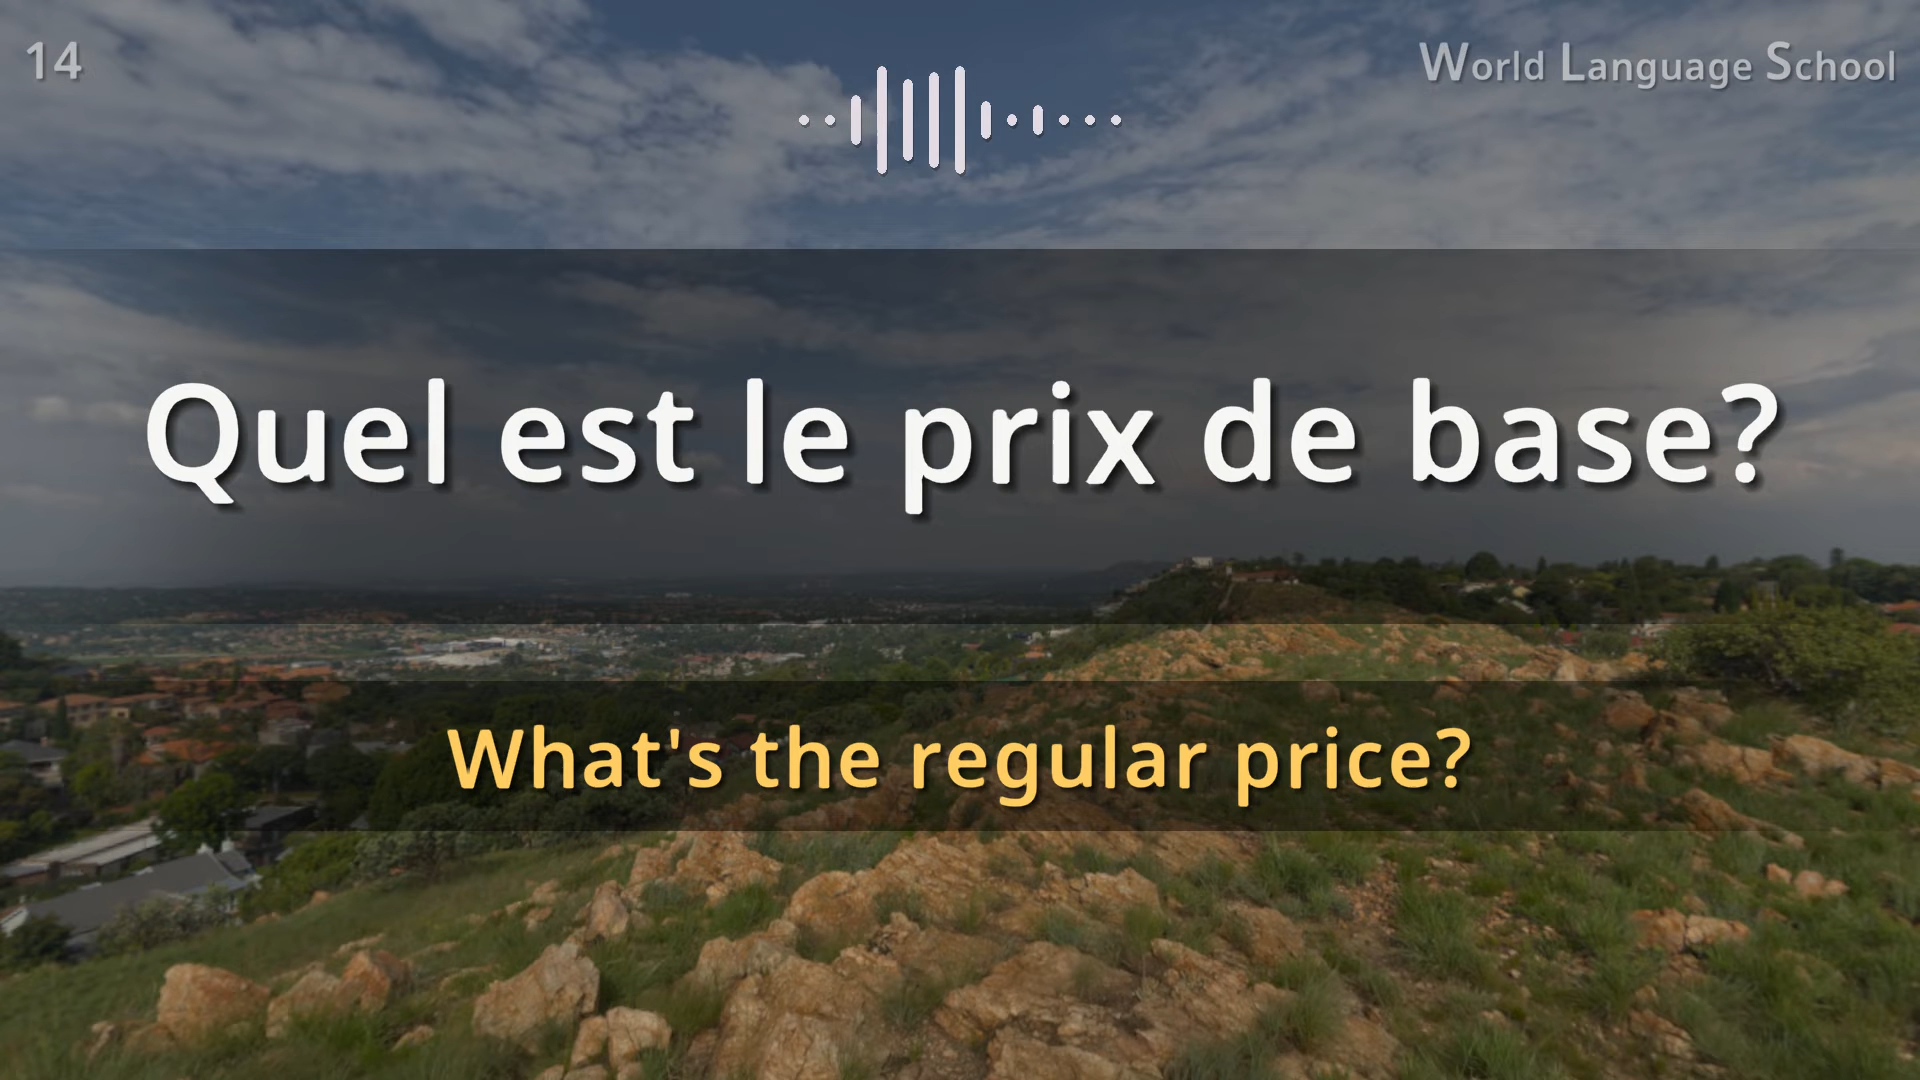 14
World Language School
Quel est le prix de base?
What's the regular price?